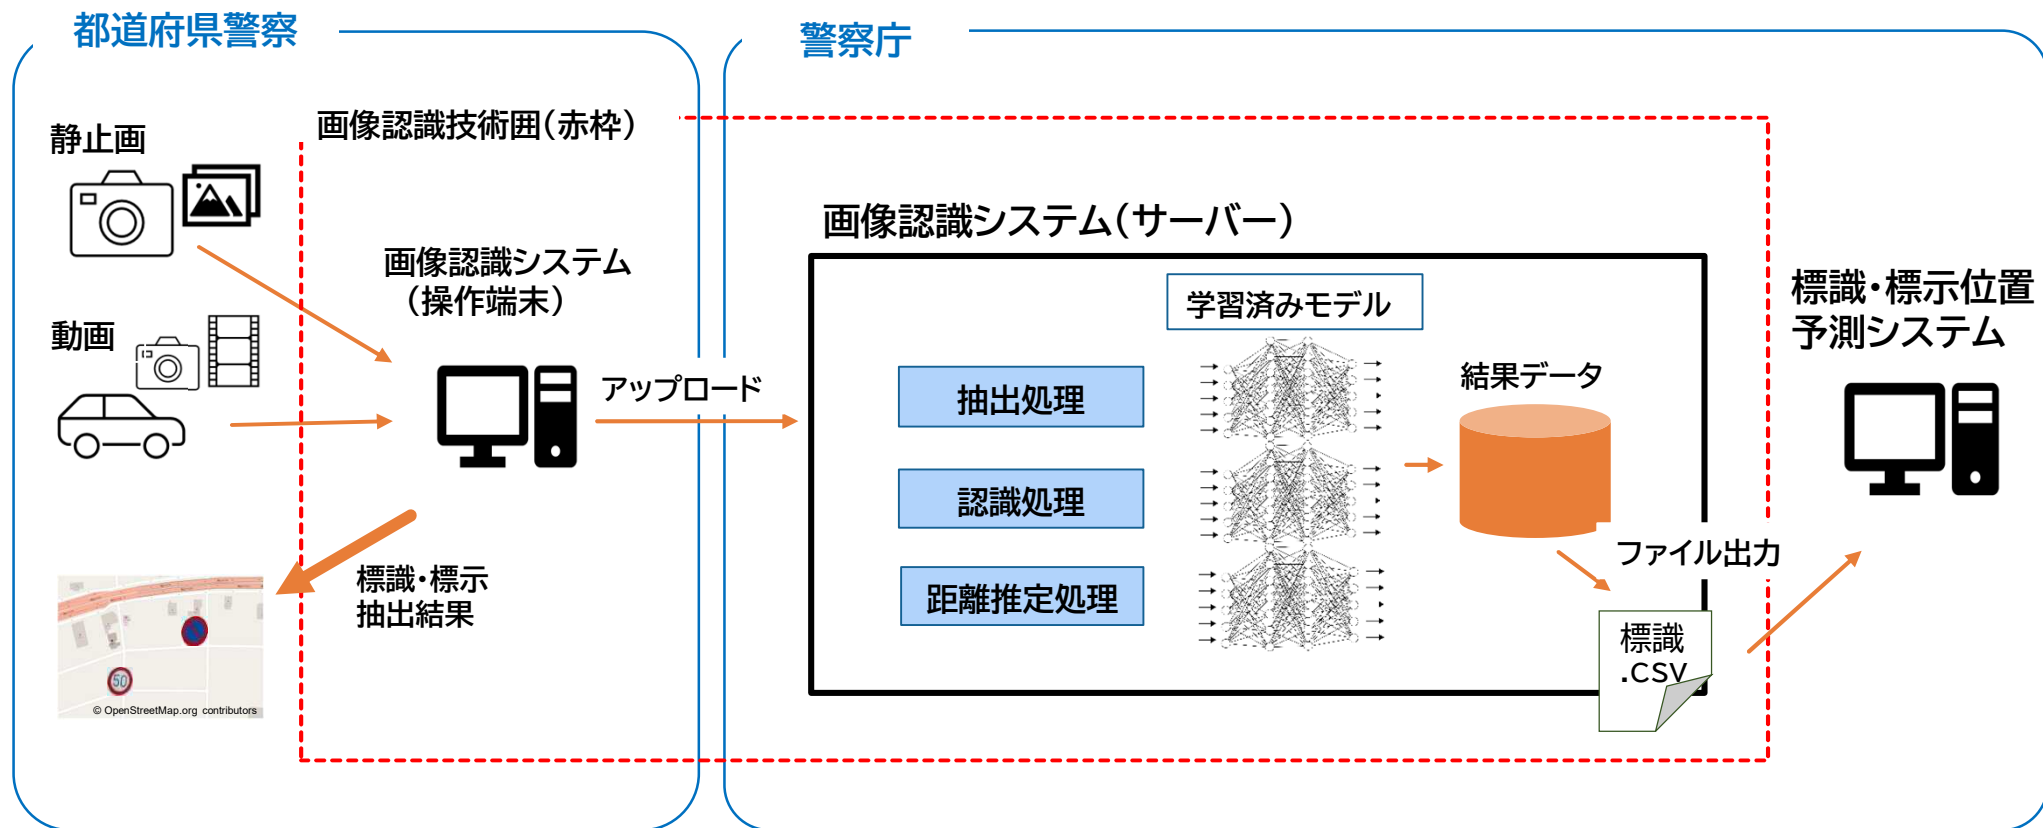 都道府県警察
警察庁
画像認識技術囲(赤枠)
静止画
画像認識システム
(操作端末)
動画
アップロード
標識・標示
抽出結果
50
© OpenStreetMap.org contributors
画像認識システム(サーバー)
学習済みモデル
抽出処理
認識処理
距離推定処理
結果データ
ファイル出力
標識
.csv
標識・標示位置
予測システム